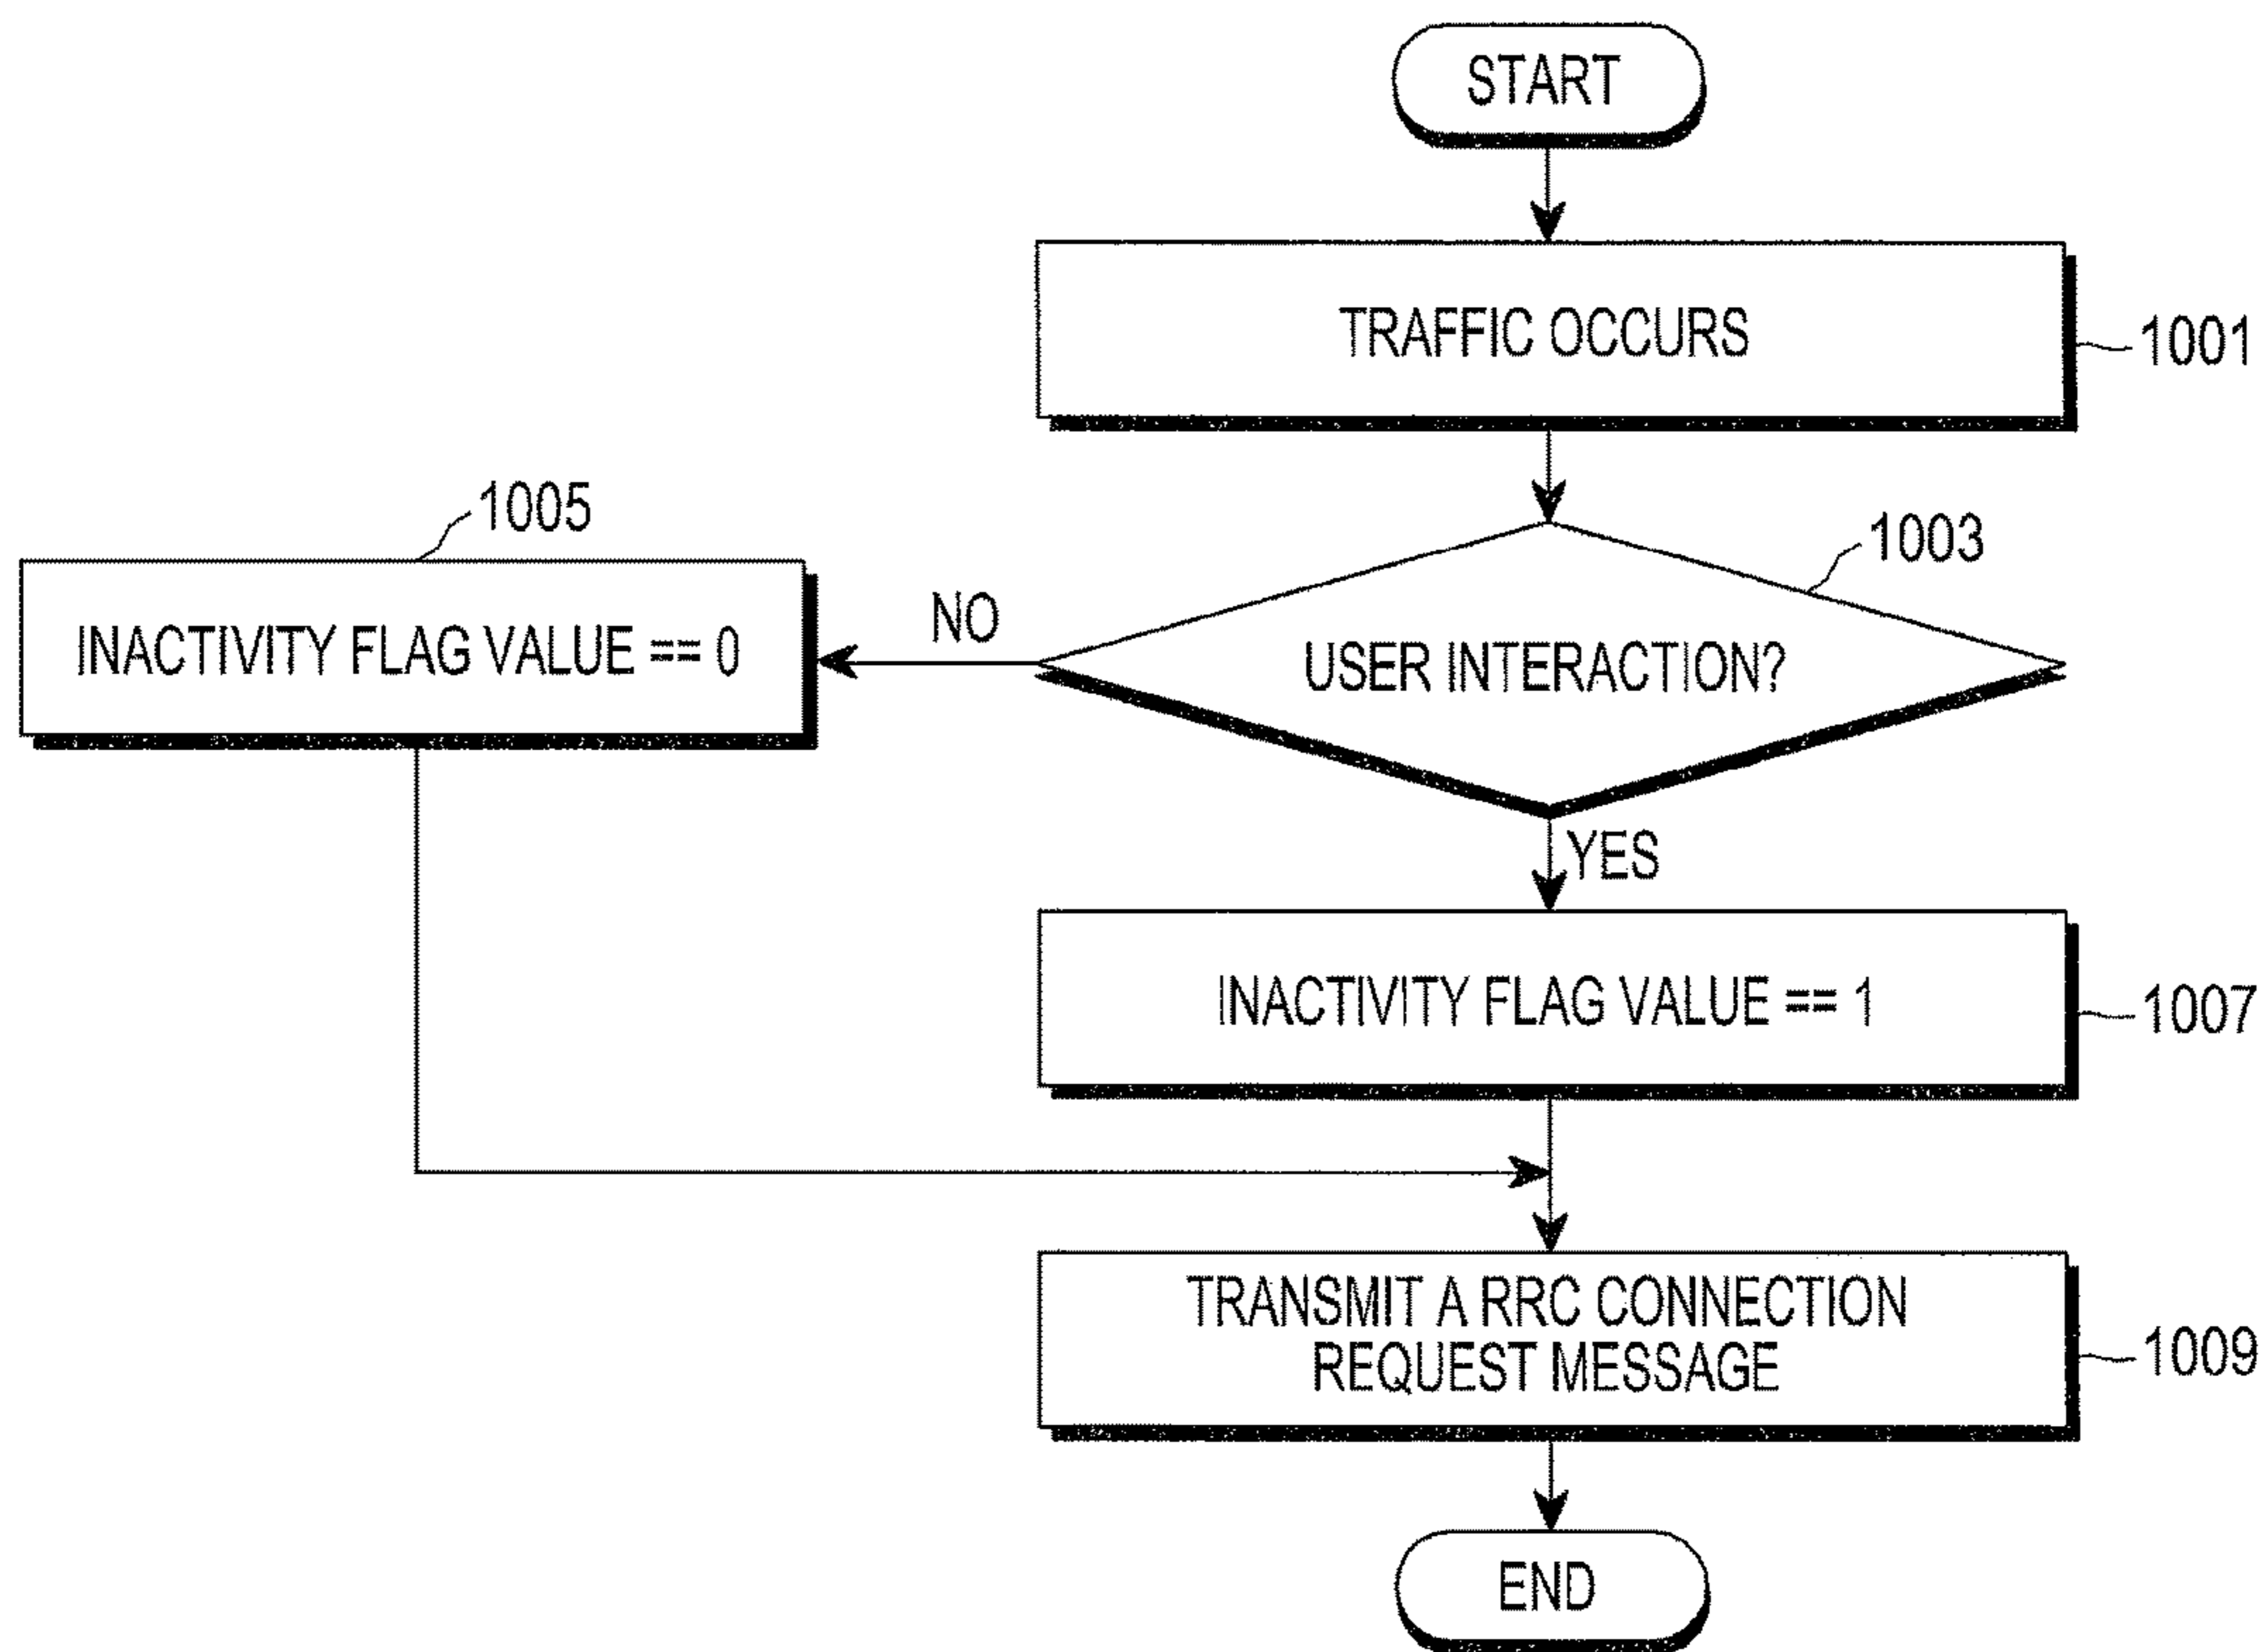 START
TRAFFIC OCCURS
1001
1005
1003
INACTIVITY FLAG VALUE == 0
NO
USER INTERACTION?
YES
INACTIVITY FLAG VALUE == 1
1007
TRANSMIT A RRC CONNECTION
REQUEST MESSAGE
1009
END